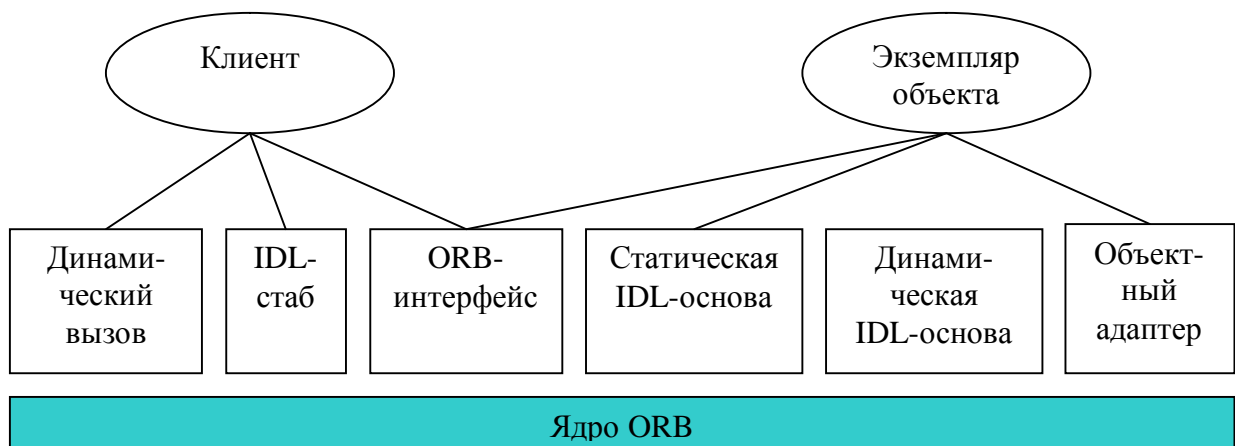 Клиент
Экземпляр
объекта
Динами-
ческий
вызов
IDL-
стаб
ORB-
интерфейс
Статическая
IDL-основа
Динами-
ческая
IDL-основа
Объект-
ный
адаптер
Ядро ORB